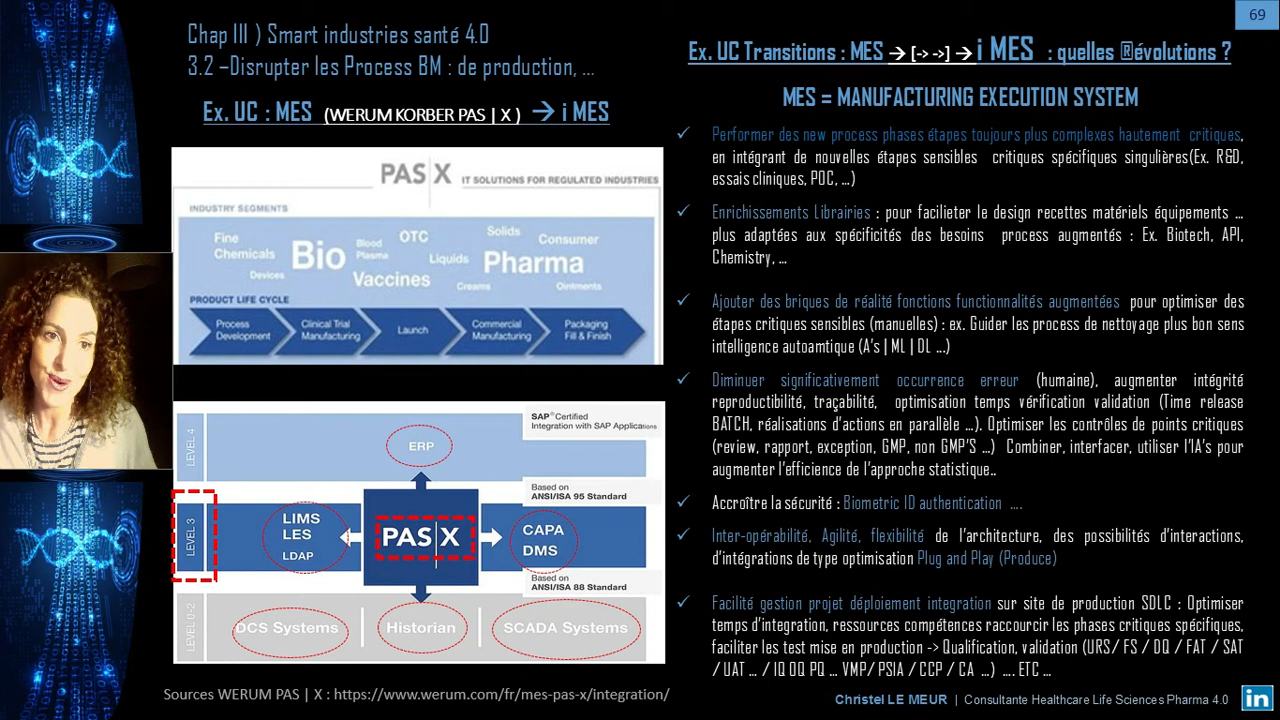 69
Chap III ) Smart industries santé 4.0
3.2 –Disrupter les Process BM : de production, ...
Ex. UC : MES (WERUM KORBER PAS | X ) → i MES
PAS|X IT SOLUTIONS FOR REGULATED INDUSTRIES
INDUSTRY SEGMENTS
Fine Chemicals
Bio
Blood Plasma
OTC
Solids
Consumer
Devices
Vaccines
Liquids
Pharma
Creams
Ointments
PRODUCT LIFE CYCLE
Process Development
Clinical Trial Manufacturing
Launch
Commercial Manufacturing
Packaging Fill & Finish
LEVEL 4
ERP
SAP® Certified
Integration with SAP Applications
Based on
ANSI/ISA 95 Standard
LEVEL 3
LIMS
LES
LDAP
PAS|X
CAPA
DMS
Based on
ANSI/ISA 88 Standard
LEVEL 0-2
DCS Systems
Historian
SCADA Systems
Sources WERUM PAS | X : https://www.werum.com/fr/mes-pas-x/integration/
Ex. UC Transitions : MES → [-> ->] → i MES : quelles ®évolutions ?
MES = MANUFACTURING EXECUTION SYSTEM
✓ Performer des new process phases étapes toujours plus complexes hautement critiques,
en intégrant de nouvelles étapes sensibles critiques spécifiques singulières(Ex. R&D,
essais cliniques, POC, ...)
✓ Enrichissements Librairies : pour facilieter le design recettes matériels équipements ...
plus adaptées aux spécificités des besoins process augmentés : Ex. Biotech, API,
Chemistry, ...
✓ Ajouter des briques de réalité fonctions functionnalités augmentées pour optimiser des
étapes critiques sensibles (manuelles) : ex. Guider les process de nettoyage plus von sans
intelligence autoamtique (A's | ML | DL ...)
✓ Diminuer significativement occurrence erreur (humaine), augmenter intégrité
reproductibilité, traçabilité, optimisation temps vérification validation (Time release
BATCH, réalisations d'actions en parallèle ...). Optimiser les contrôles de points critiques
(review, rapport, exception, GMP, non GMP'S ...) Combiner, interfacer, utiliser l'IA's pour
augmenter l'efficience de l'approche statistique..
✓ Accroître la sécurité : Biometric ID authentication ....
✓ Inter-opérabilité, Agilité, flexibilité de l'architecture, des possibilités d'interactions,
d'intégrations de type optimisation Plug and Play (Produce)
✓ Facilité gestion projet déploiement integration sur site de production SDLC : Optimiser
temps d'integration, ressources compétences raccourcir les phases critiques spécifiques,
faciliter les test mise en production -> Qualification, validation (URS/ FS / DQ / FAT / SAT
/ UAT ... / IQ OQ PQ ... VMP/ PSIA / CCP / CA ...) .... ETC ...
Christel LE MEUR | Consultante Healthcare Life Sciences Pharma 4.0
in